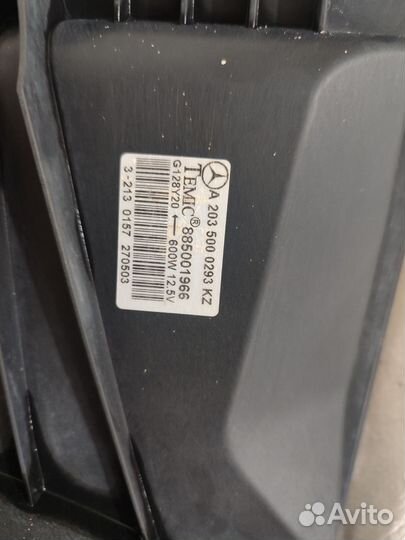 A 203 500 0293 KZ
TEMIC® 885001966
G128Y20 ← 600W 12.5V
3-213 0157 270503
Avito